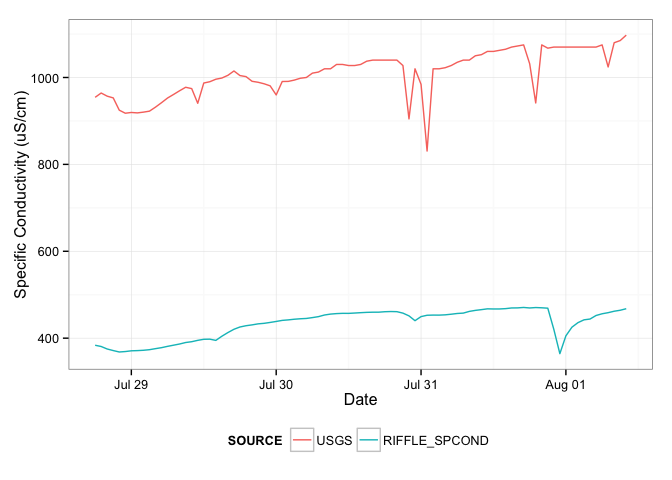 Specific Conductivity (uS/cm)
1000
800
600
400
Jul 29 Jul 30 Jul 31 Aug 01
Date
SOURCE USGS RIFFLE_SPCOND